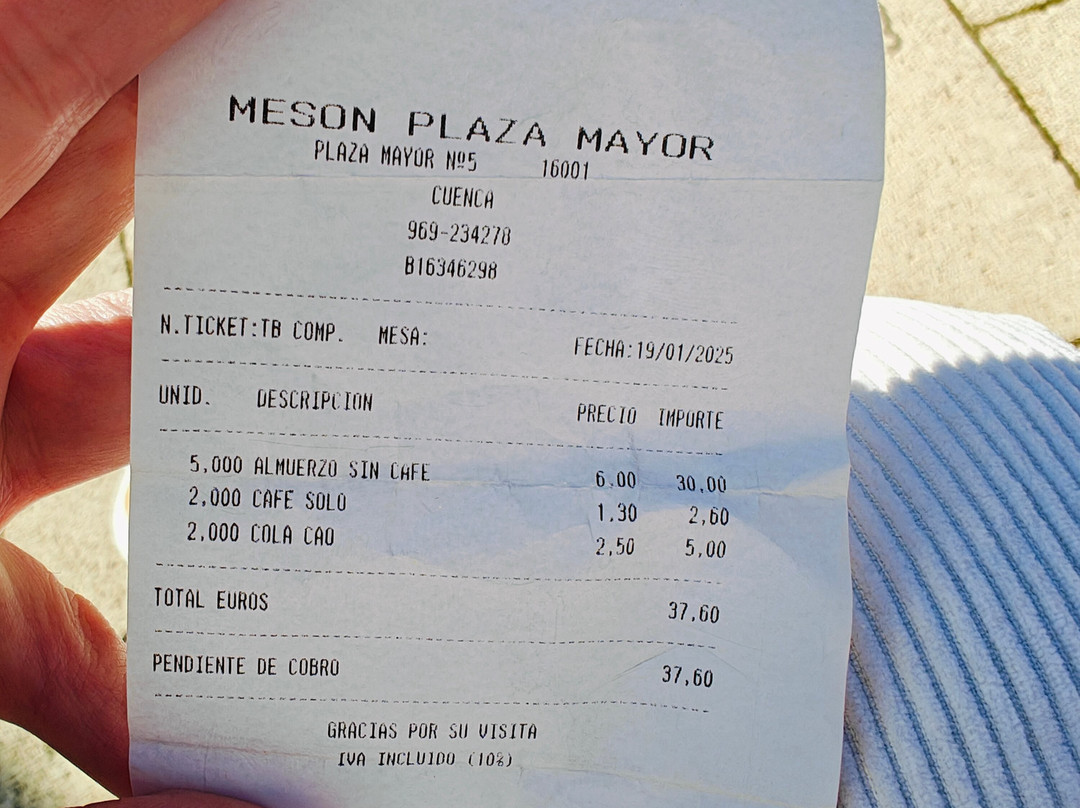 MESON PLAZA MAYOR
PLAZA MAYOR Nº5 16001
CUENCA
969-234278
B16346298
N.TICKET:TB COMP. MESA: FECHA:19/01/2025
UNID. DESCRIPCION PRECIO IMPORTE
5,000 ALMUERZO SIN CAFE 6,00 30,00
2,000 CAFE SOLO 1,30 2,60
2,000 COLA CAO 2,50 5,00
TOTAL EUROS 37,60
PENDIENTE DE COBRO 37,60
GRACIAS POR SU VISITA
IVA INCLUIDO (10%)